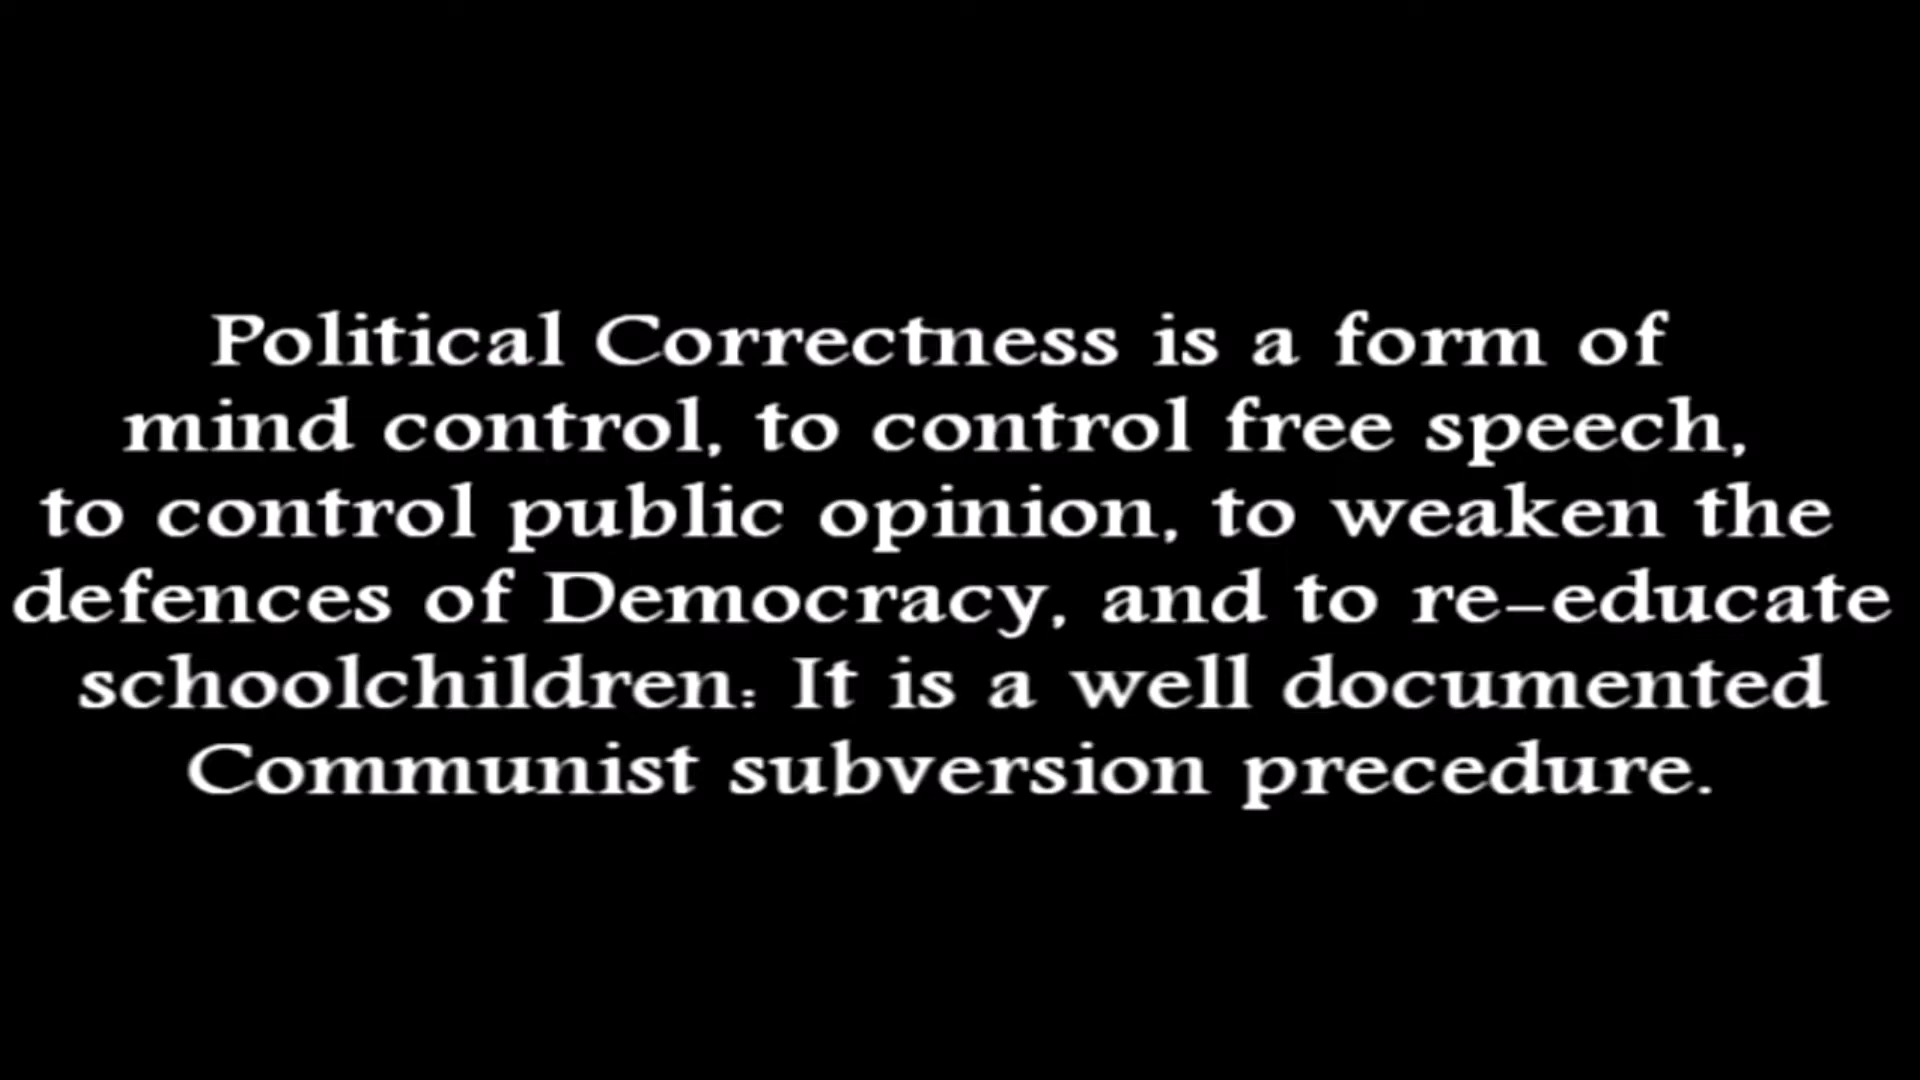 Political Correctness is a form of
mind control, to control free speech,
to control public opinion, to weaken the
defences of Democracy, and to re-educate
schoolchildren: It is a well documented
Communist subversion precedure.